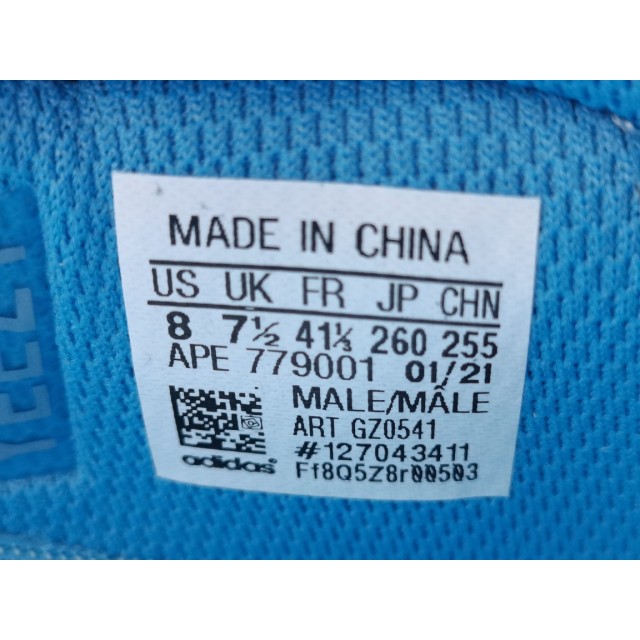 MADE IN CHINA
US UK FR JP CHN
8 7½ 41⅓ 260 255
APE 779001 01/21
MALE/MÂLE
ART GZ0541
#127043411
adidas Ff8Q5Z8r00503
YEEZY